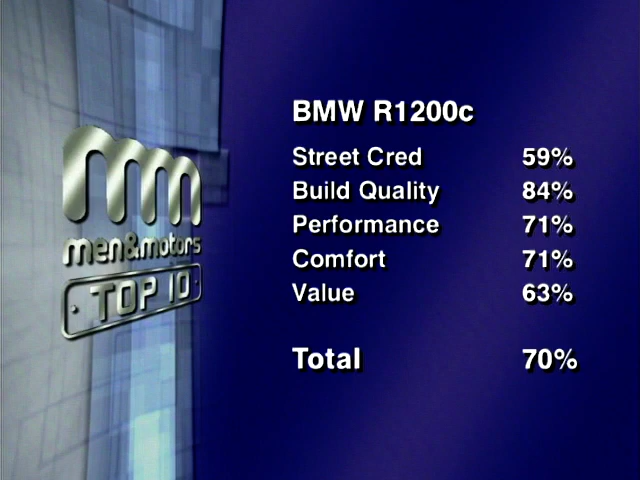 men&motors
TOP 10
BMW R1200c
Street Cred 59%
Build Quality 84%
Performance 71%
Comfort 71%
Value 63%
Total 70%